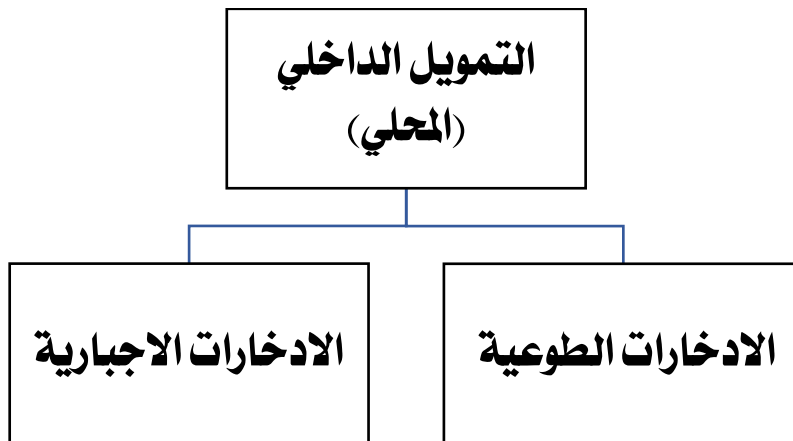 التمويل الداخلي
(المحلي)
الادخارات الطوعية
الادخارات الاجبارية